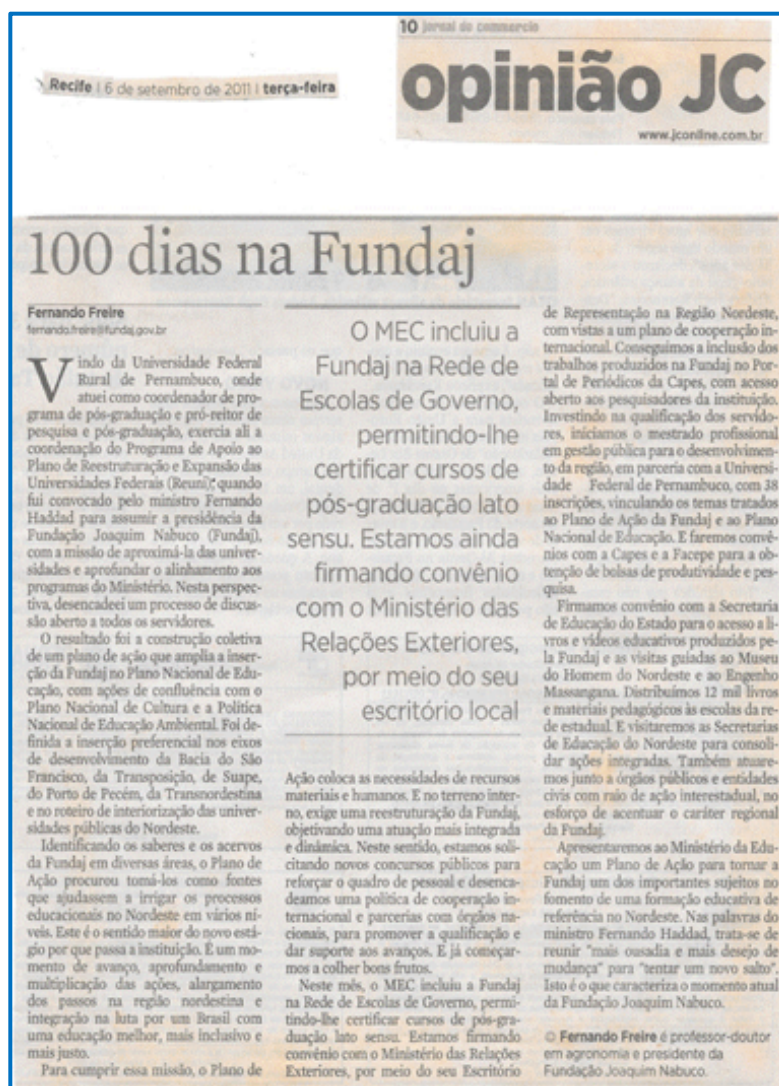 10 jornal do commercio
Recife | 6 de setembro de 2011 | terça-feira
opinião JC
www.jconline.com.br
100 dias na Fundaj
Fernando Freire
fernando.freire@fundaj.gov.br
Vindo da Universidade Federal
Rural de Pernambuco, onde
atuei como coordenador de pro-
grama de pós-graduação e pró-reitor de
pesquisa e pós-graduação, exercia ali a
coordenação do Programa de Apoio ao
Plano de Reestruturação e Expansão das
Universidades Federais (Reuni), quando
fui convocado pelo ministro Fernando
Haddad para assumir a presidência da
Fundação Joaquim Nabuco (Fundaj),
com a missão de aproximá-la das univer-
sidades e aprofundar o alinhamento aos
programas do Ministério. Nesta perspec-
tiva, desencadeei um processo de discus-
são aberto a todos os servidores.
O resultado foi a construção coletiva
de um plano de ação que amplia a inser-
ção da Fundaj no Plano Nacional de Edu-
cação, com ações de confluência com o
Plano Nacional de Cultura e a Política
Nacional de Educação Ambiental. Foi de-
finida a inserção preferencial nos eixos
de desenvolvimento da Bacia do São
Francisco, da Transposição, de Suape,
do Porto de Pecém, da Transnordestina
e no roteiro de interiorização das univer-
sidades públicas do Nordeste.
Identificando os saberes e os acervos
da Fundaj em diversas áreas, o Plano de
Ação procurou tomá-los como fontes
que ajudassem a irrigar os processos
educacionais no Nordeste em vários ní-
veis. Este é o sentido maior do novo está-
gio por que passa a instituição. É um mo-
mento de avanço, aprofundamento e
multiplicação das ações, alargamento
dos passos na região nordestina e
integração na luta por um Brasil com
uma educação melhor, mais inclusivo e
mais justo.
Para cumprir essa missão, o Plano de
O MEC incluiu a
Fundaj na Rede de
Escolas de Governo,
permitindo-lhe
certificar cursos de
pós-graduação lato
sensu. Estamos ainda
firmando convênio
com o Ministério das
Relações Exteriores,
por meio do seu
escritório local
Ação coloca as necessidades de recursos
materiais e humanos. E no terreno inter-
no, exige uma reestruturação da Fundaj,
objetivando uma atuação mais integrada
e dinâmica. Neste sentido, estamos soli-
citando novos concursos públicos para
reforçar o quadro de pessoal e desenca-
deamos uma política de cooperação in-
ternacional e parcerias com órgãos na-
cionais, para promover a qualificação e
dar suporte aos avanços. E já começar-
mos a colher bons frutos.
Neste mês, o MEC incluiu a Fundaj
na Rede de Escolas de Governo, permi-
tindo-lhe certificar cursos de pós-gra-
duação lato sensu. Estamos firmando
convênio com o Ministério das Relações
Exteriores, por meio do seu Escritório
de Representação na Região Nordeste,
com vistas a um plano de cooperação in-
ternacional. Conseguimos a inclusão dos
trabalhos produzidos na Fundaj no Por-
tal de Periódicos da Capes, com acesso
aberto aos pesquisadores da instituição.
Investindo na qualificação dos servido-
res, iniciamos o mestrado profissional
em gestão pública para o desenvolvimen-
to da região, em parceria com a Universi-
dade Federal de Pernambuco, com 38
inscrições, vinculando os temas tratados
ao Plano de Ação da Fundaj e ao Plano
Nacional de Educação. E faremos convê-
nios com a Capes e a Facepe para a ob-
tenção de bolsas de produtividade e pes-
quisa.
Firmamos convênio com a Secretaria
de Educação do Estado para o acesso a li-
vros e vídeos educativos produzidos pe-
la Fundaj e as visitas guiadas ao Museu
do Homem do Nordeste e ao Engenho
Massangana. Distribuímos 12 mil livros
e materiais pedagógicos às escolas da re-
de estadual. E visitaremos as Secretarias
de Educação do Nordeste para consoli-
dar ações integradas. Também atuare-
mos junto a órgãos públicos e entidades
civis com raio de ação interestadual, no
esforço de acentuar o caráter regional
da Fundaj.
Apresentaremos ao Ministério da Edu-
cação um Plano de Ação para tornar a
Fundaj um dos importantes sujeitos no
fomento de uma formação educativa de
referência no Nordeste. Nas palavras do
ministro Fernando Haddad, trata-se de
reunir "mais ousadia e mais desejo de
mudança" para "tentar um novo salto".
Isto é o que caracteriza o momento atual
da Fundação Joaquim Nabuco.
Fernando Freire é professor-doutor
em agronomia e presidente da
Fundação Joaquim Nabuco.